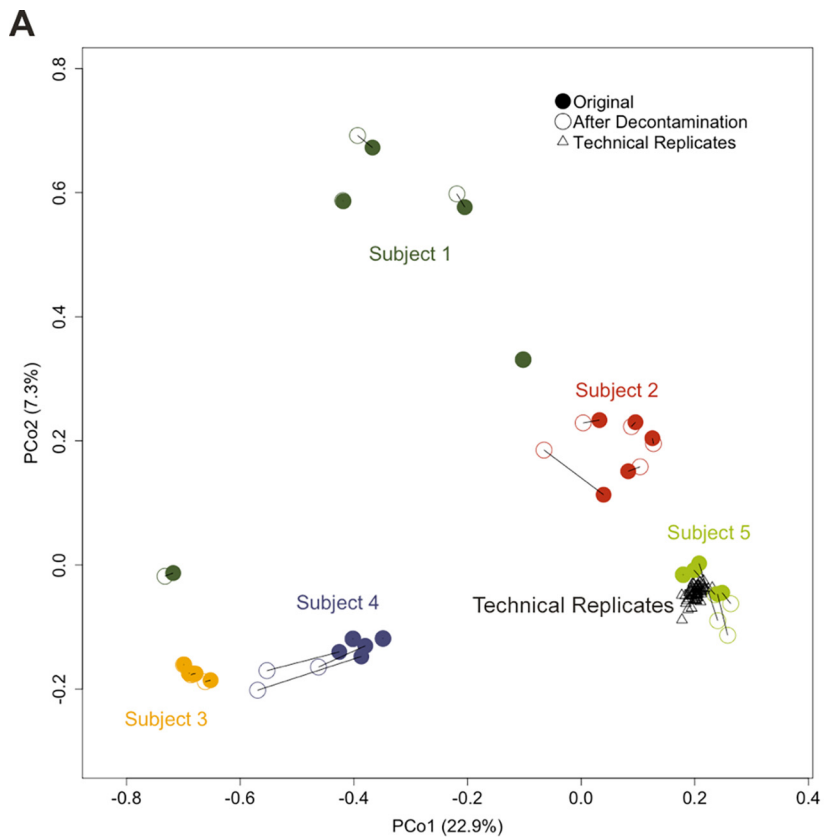 A
Original
After Decontamination
Technical Replicates
Subject 1
Subject 2
Subject 5
Subject 4
Technical Replicates
Subject 3
0.8
0.6
0.4
0.2
0.0
-0.2
PCo2 (7.3%)
-0.8 -0.6 -0.4 -0.2 0.0 0.2 0.4
PCo1 (22.9%)